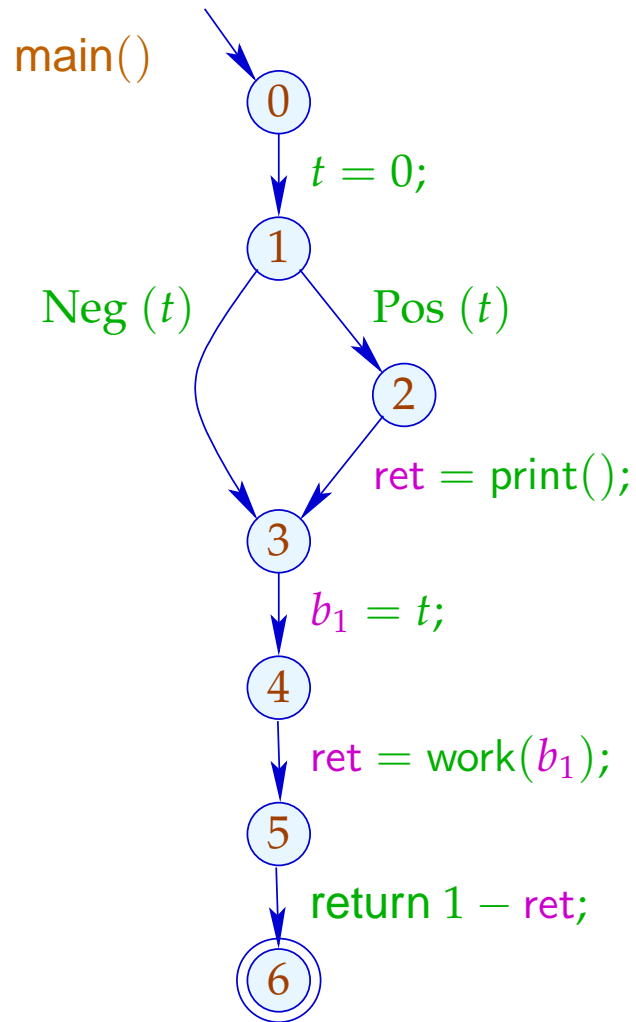 main()
0
t = 0;
1
Neg (t) Pos (t)
2
ret = print();
3
b₁ = t;
4
ret = work(b₁);
5
return 1 − ret;
6